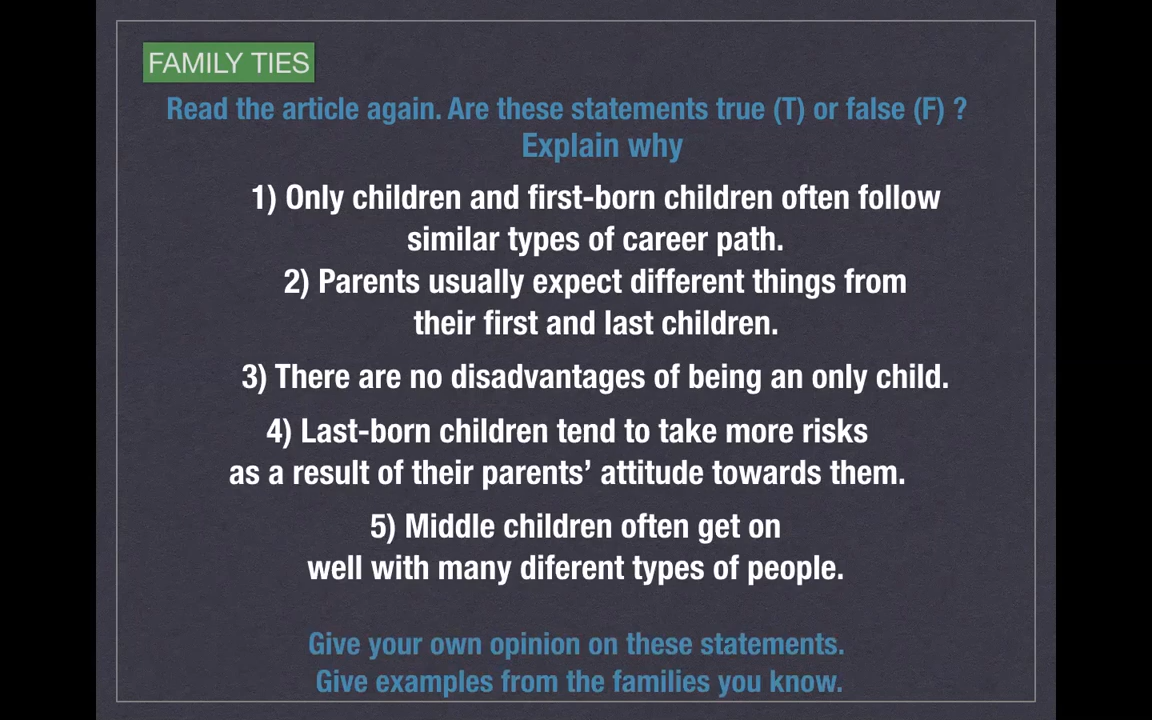 FAMILY TIES
Read the article again. Are these statements true (T) or false (F) ?
Explain why
1) Only children and first-born children often follow
similar types of career path.
2) Parents usually expect different things from
their first and last children.
3) There are no disadvantages of being an only child.
4) Last-born children tend to take more risks
as a result of their parents’ attitude towards them.
5) Middle children often get on
well with many diferent types of people.
Give your own opinion on these statements.
Give examples from the families you know.